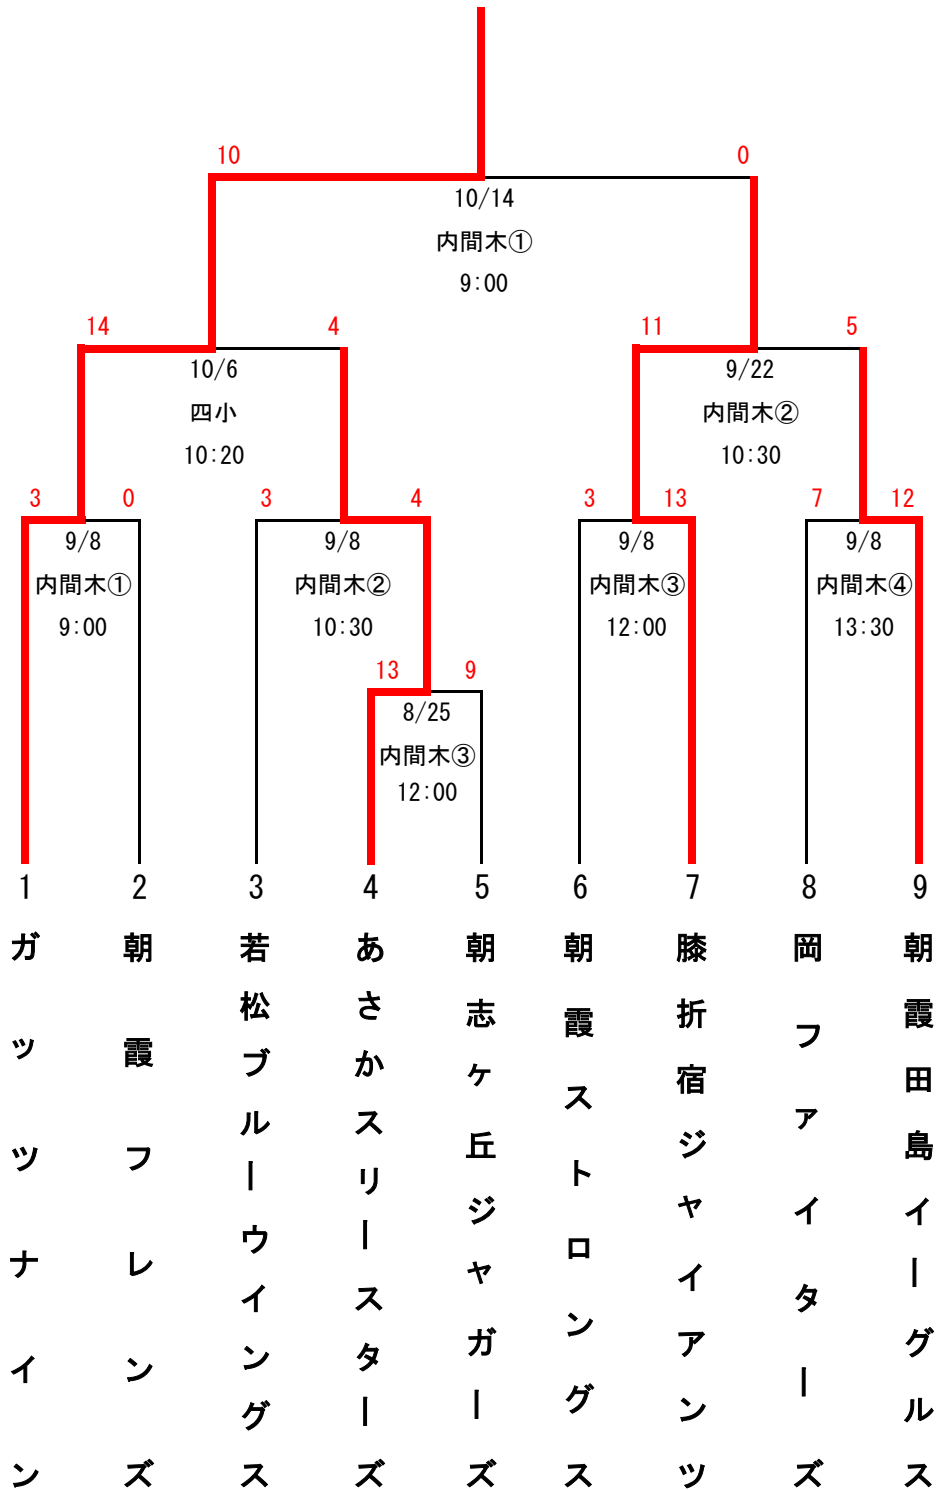 10
0
10/14
内間木①
9:00
14
4
11
5
10/6
四小
10:20
9/22
内間木②
10:30
3
0
3
4
3
13
7
12
9/8
内間木①
9:00
9/8
内間木②
10:30
9/8
内間木③
12:00
9/8
内間木④
13:30
13
9
8/25
内間木③
12:00
1
2
3
4
5
6
7
8
9
ガッツナイン
朝霞フレンズ
若松ブルーウイングス
あさかスリースターズ
朝志ヶ丘ジャガーズ
朝霞ストロングス
膝折宿ジャイアンツ
岡ファイターズ
朝霞田島イーグルス